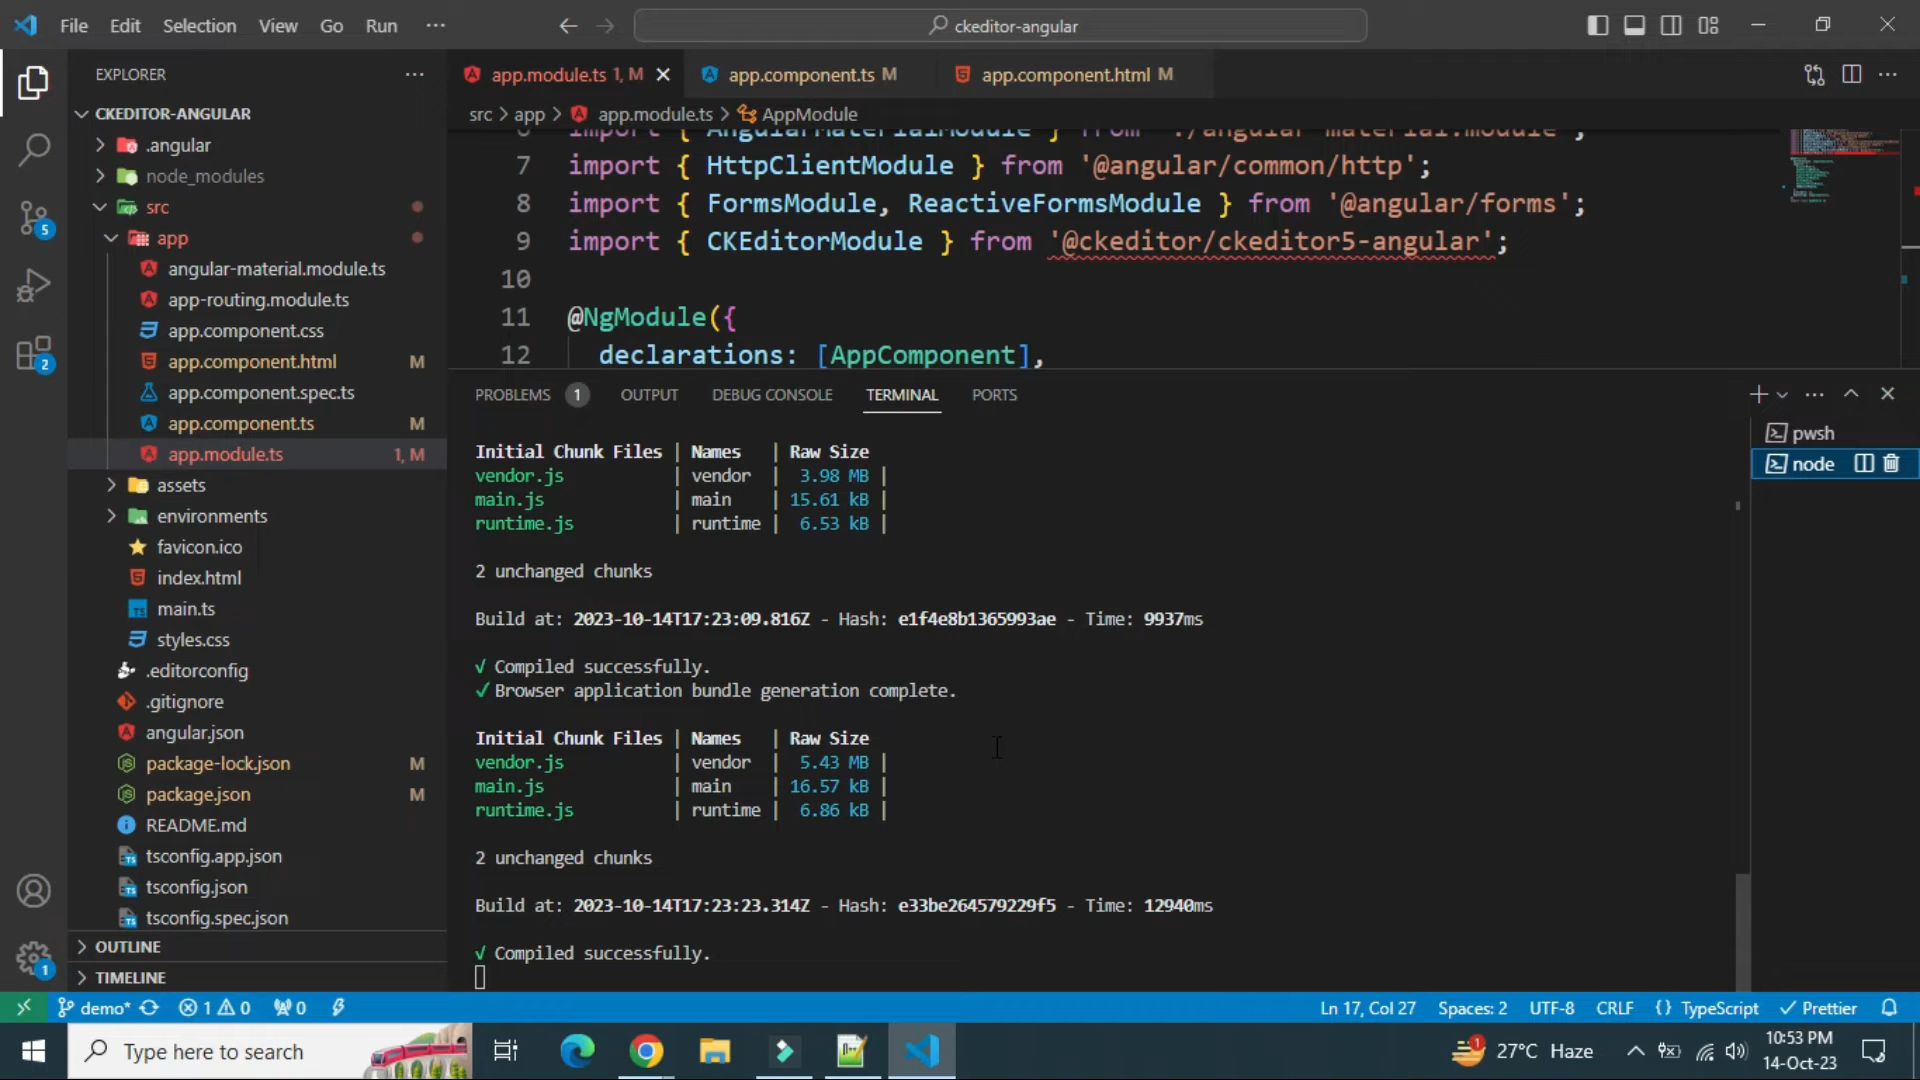 File Edit Selection View Go Run ···
ckeditor-angular
EXPLORER ···
CKEDITOR-ANGULAR
.angular
node_modules
src
app
angular-material.module.ts
app-routing.module.ts
app.component.css
app.component.html M
app.component.spec.ts
app.component.ts M
app.module.ts 1, M
assets
environments
favicon.ico
index.html
main.ts
styles.css
.editorconfig
.gitignore
angular.json
package-lock.json M
package.json M
README.md
tsconfig.app.json
tsconfig.json
tsconfig.spec.json
OUTLINE
TIMELINE
5
2
1
app.module.ts 1, M app.component.ts M app.component.html M
src > app > app.module.ts > AppModule
6 import { AngularMaterialModule } from './angular-material.module';
7 import { HttpClientModule } from '@angular/common/http';
8 import { FormsModule, ReactiveFormsModule } from '@angular/forms';
9 import { CKEditorModule } from '@ckeditor/ckeditor5-angular';
10
11 @NgModule({
12 declarations: [AppComponent],
PROBLEMS 1 OUTPUT DEBUG CONSOLE TERMINAL PORTS
pwsh
node
Initial Chunk Files | Names | Raw Size
vendor.js | vendor | 3.98 MB |
main.js | main | 15.61 kB |
runtime.js | runtime | 6.53 kB |
2 unchanged chunks
Build at: 2023-10-14T17:23:09.816Z - Hash: e1f4e8b1365993ae - Time: 9937ms
√ Compiled successfully.
✓ Browser application bundle generation complete.
Initial Chunk Files | Names | Raw Size
vendor.js | vendor | 5.43 MB |
main.js | main | 16.57 kB |
runtime.js | runtime | 6.86 kB |
2 unchanged chunks
Build at: 2023-10-14T17:23:23.314Z - Hash: e33be264579229f5 - Time: 12940ms
√ Compiled successfully.
demo* 1 0 0 Ln 17, Col 27 Spaces: 2 UTF-8 CRLF {} TypeScript Prettier
Type here to search
1 27°C Haze
10:53 PM
14-Oct-23